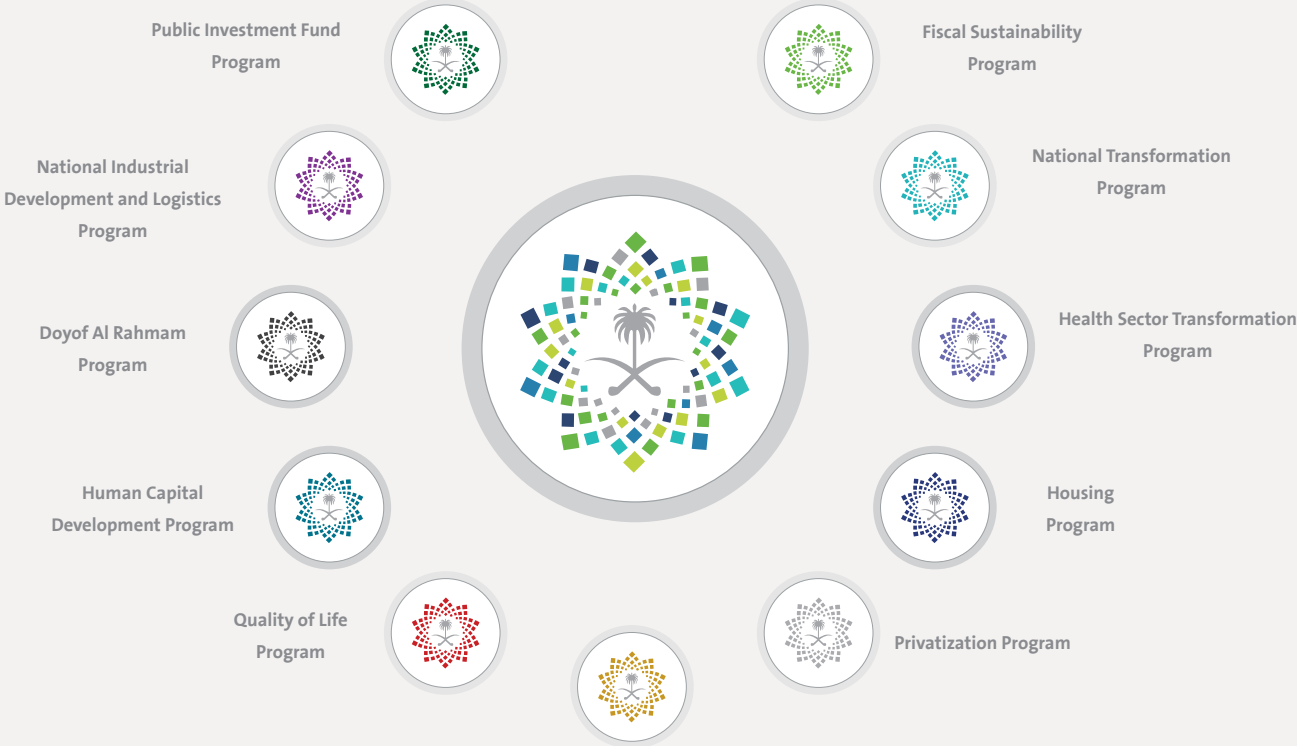 Public Investment Fund
Program
Fiscal Sustainability
Program
National Industrial
Development and Logistics
Program
National Transformation
Program
Doyof Al Rahmam
Program
Health Sector Transformation
Program
Human Capital
Development Program
Housing
Program
Quality of Life
Program
Privatization Program